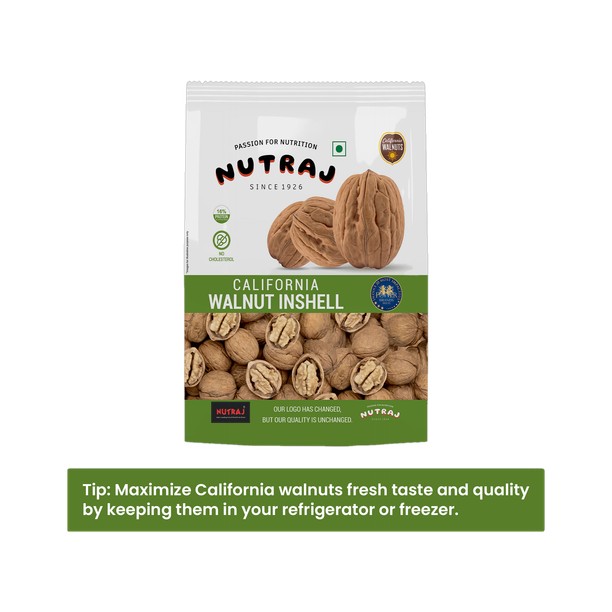 PASSION FOR NUTRITION
NUTRAJ
SINCE 1926
California
WALNUTS
16%
PROTEIN
NO
CHOLESTEROL
CALIFORNIA
WALNUT INSHELL
NUTRAJ
OUR LOGO HAS CHANGED,
BUT OUR QUALITY IS UNCHANGED.
NUTRAJ
Tip: Maximize California walnuts fresh taste and quality
by keeping them in your refrigerator or freezer.